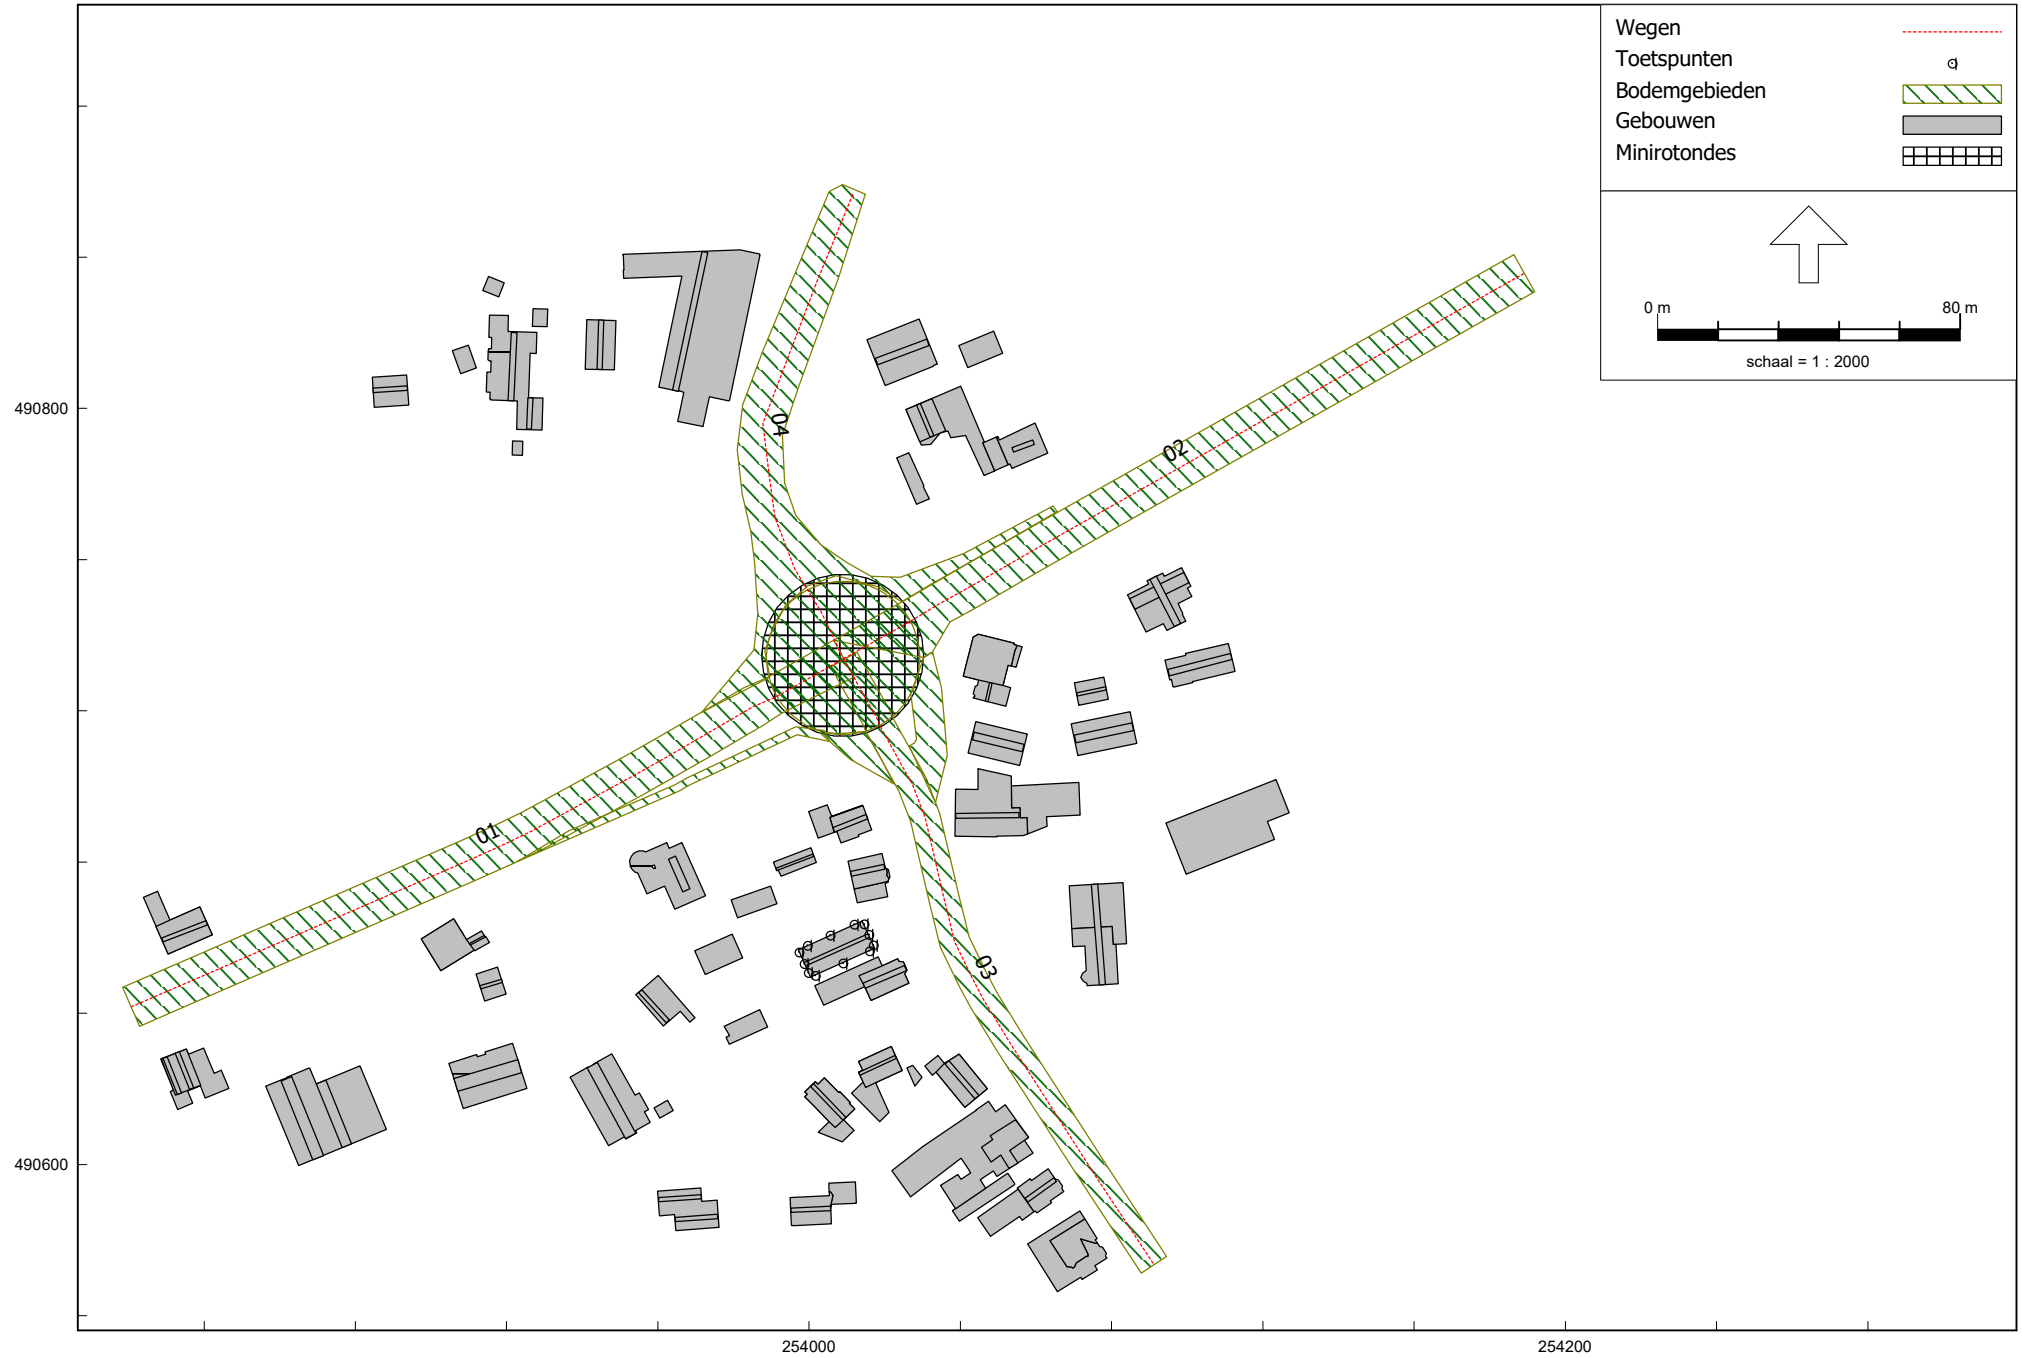 Wegen
Toetspunten
Bodemgebieden
Gebouwen
Minirotondes
0 m 80 m
schaal = 1 : 2000
490800
04
02
01
03
490600
254000 254200